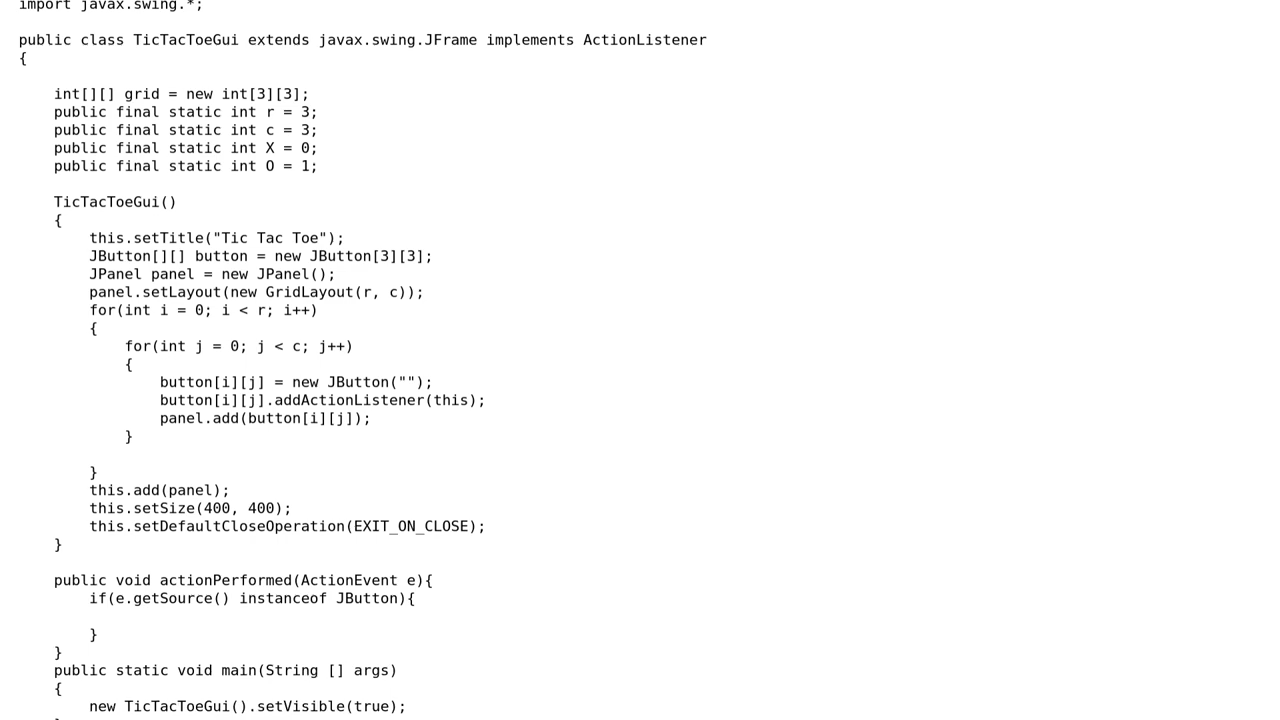 import javax.swing.*;
public class TicTacToeGui extends javax.swing.JFrame implements ActionListener
{
int[][] grid = new int[3][3];
public final static int r = 3;
public final static int c = 3;
public final static int X = 0;
public final static int O = 1;
TicTacToeGui()
{
this.setTitle("Tic Tac Toe");
JButton[][] button = new JButton[3][3];
JPanel panel = new JPanel();
panel.setLayout(new GridLayout(r, c));
for(int i = 0; i < r; i++)
{
for(int j = 0; j < c; j++)
{
button[i][j] = new JButton("");
button[i][j].addActionListener(this);
panel.add(button[i][j]);
}
}
this.add(panel);
this.setSize(400, 400);
this.setDefaultCloseOperation(EXIT_ON_CLOSE);
}
public void actionPerformed(ActionEvent e){
if(e.getSource() instanceof JButton){
}
}
public static void main(String [] args)
{
new TicTacToeGui().setVisible(true);